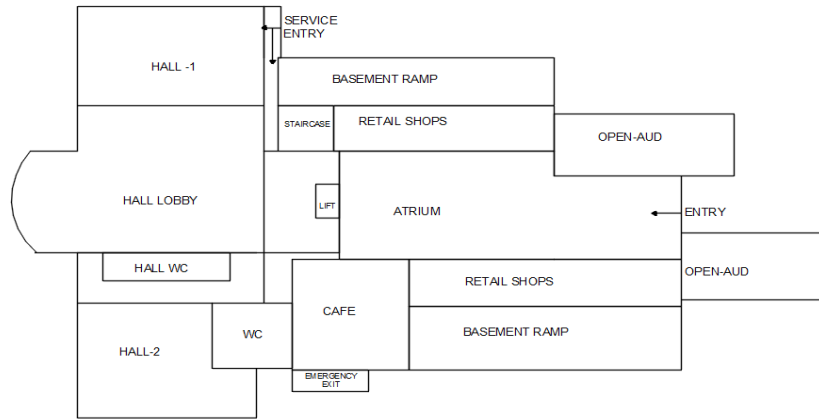 SERVICE
ENTRY
HALL -1
BASEMENT RAMP
STAIRCASE
RETAIL SHOPS
OPEN-AUD
HALL LOBBY
LIFT
ATRIUM
ENTRY
HALL WC
RETAIL SHOPS
OPEN-AUD
CAFE
WC
BASEMENT RAMP
HALL-2
EMERGENCY
EXIT